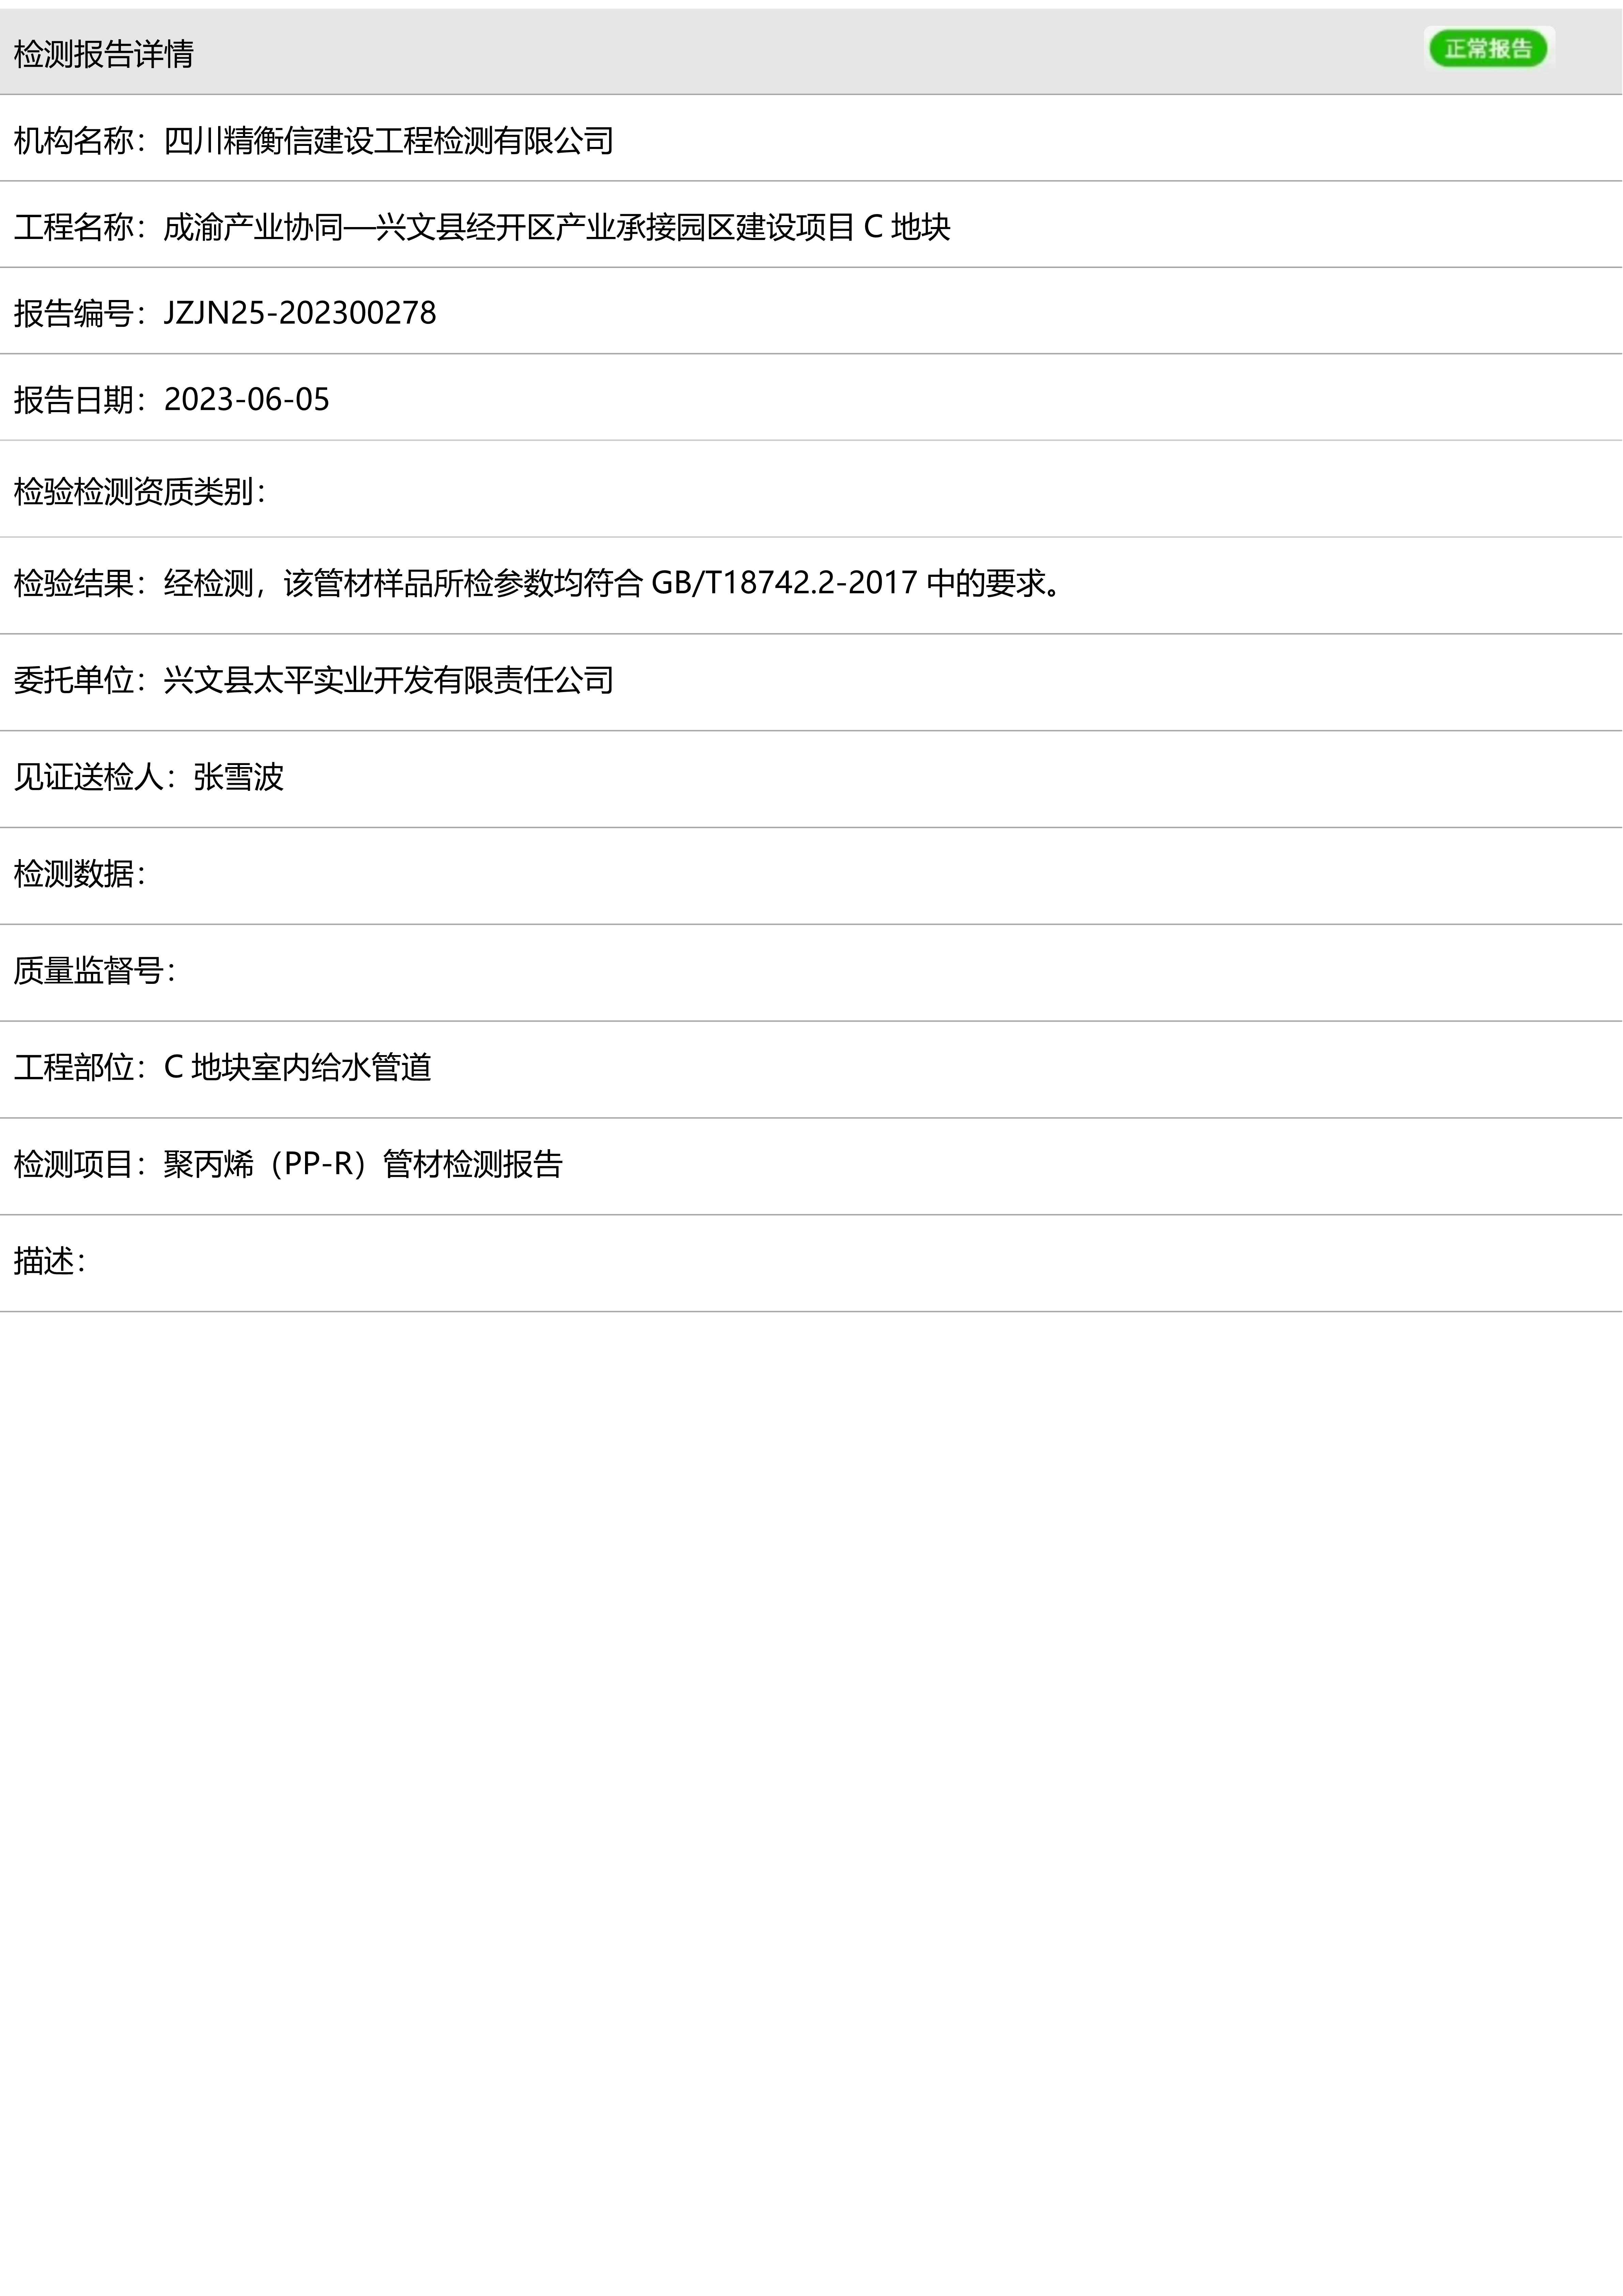 检测报告详情
正常报告
机构名称：四川精衡信建设工程检测有限公司
工程名称：成渝产业协同—兴文县经开区产业承接园区建设项目 C 地块
报告编号：JZJN25-202300278
报告日期：2023-06-05
检验检测资质类别：
检验结果：经检测，该管材样品所检参数均符合 GB/T18742.2-2017 中的要求。
委托单位：兴文县太平实业开发有限责任公司
见证送检人：张雪波
检测数据：
质量监督号：
工程部位：C 地块室内给水管道
检测项目：聚丙烯（PP-R）管材检测报告
描述：